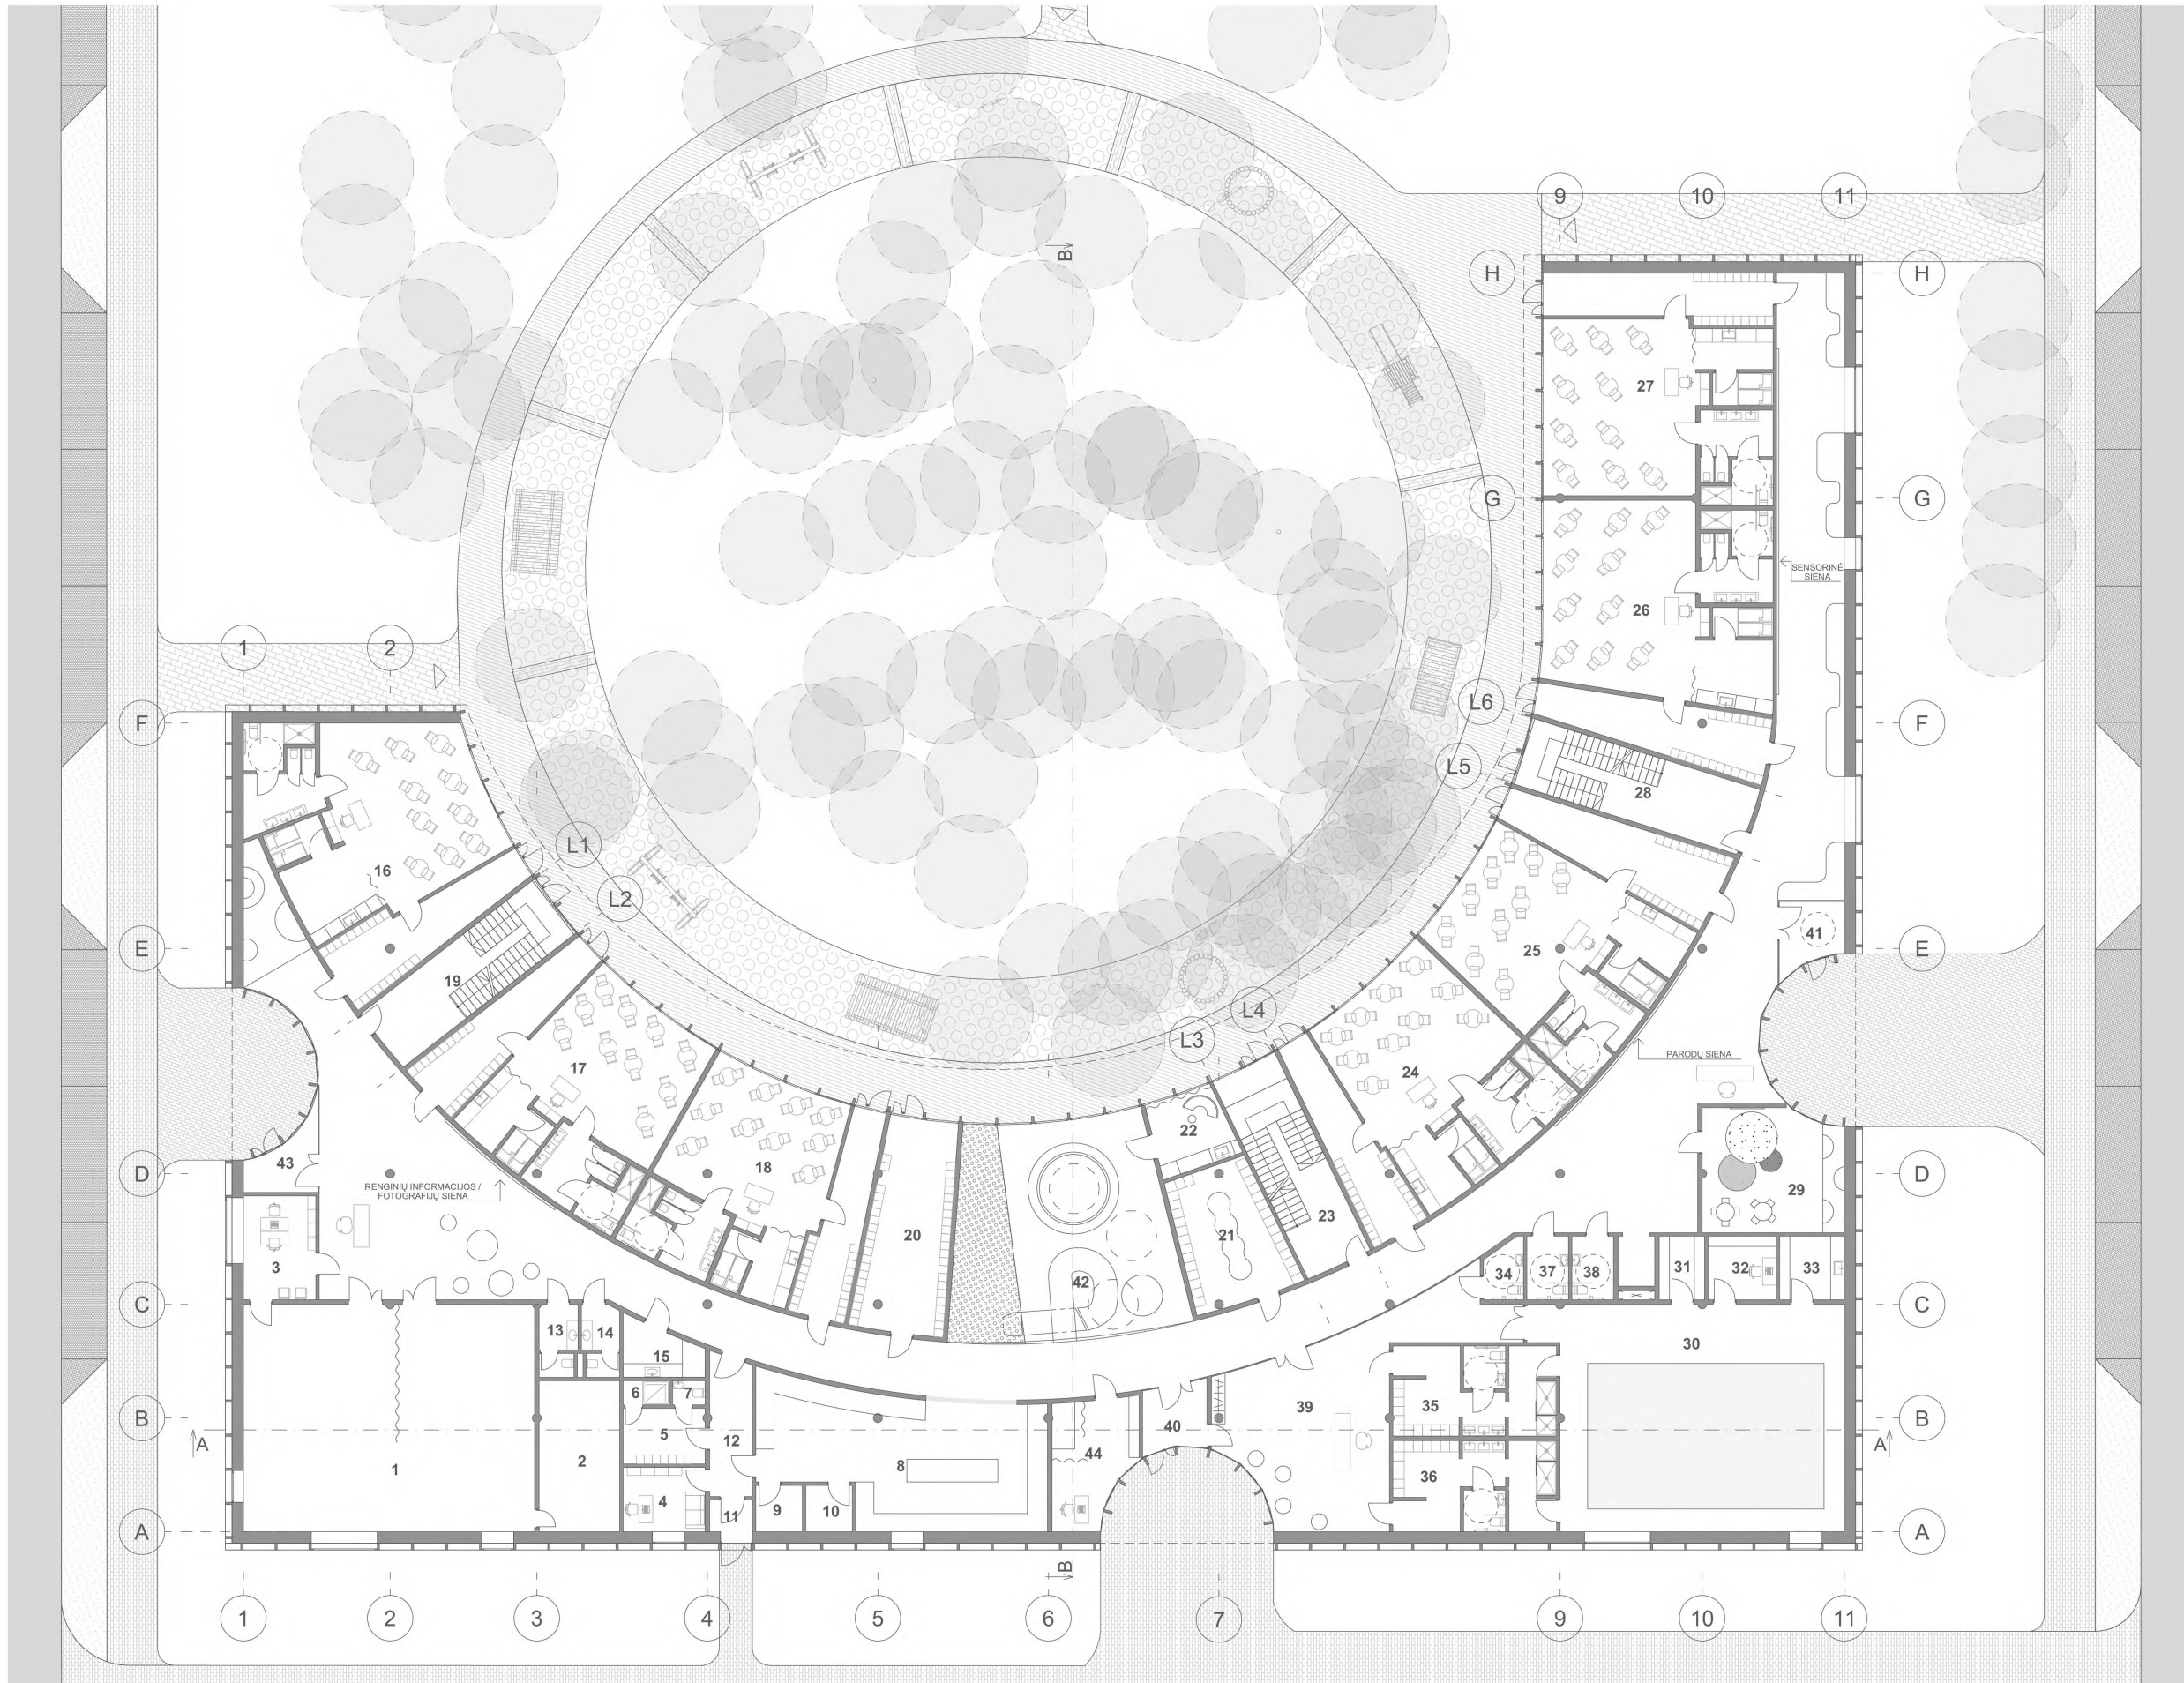 B
9
10
11
H
H
27
G
G
SENSORINĖ
SIENA
26
1
2
L6
F
F
L5
28
L1
16
L2
41
E
E
25
19
L4
L3
PARODŲ SIENA
17
24
22
43
18
D
D
RENGINIŲ INFORMACIJOS /
FOTOGRAFIJŲ SIENA
29
23
20
21
3
42
34
37
38
31
32
33
C
C
13
14
30
15
6
7
39
35
B
B
40
5
12
A
A
44
2
8
1
36
4
9
10
11
A
A
B
1
2
3
4
5
6
7
9
10
11